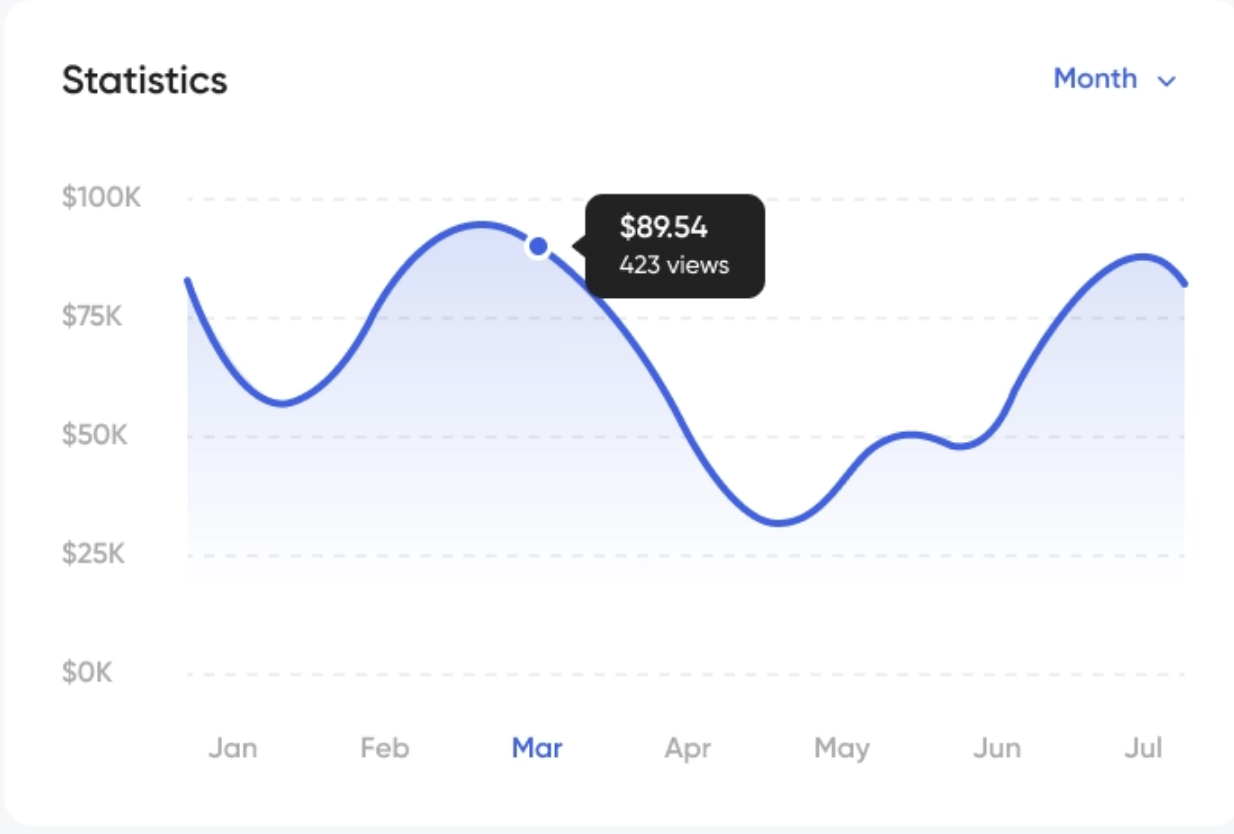 Statistics
Month
$100K
$89.54
423 views
$75K
$50K
$25K
$0K
Jan Feb Mar Apr May Jun Jul